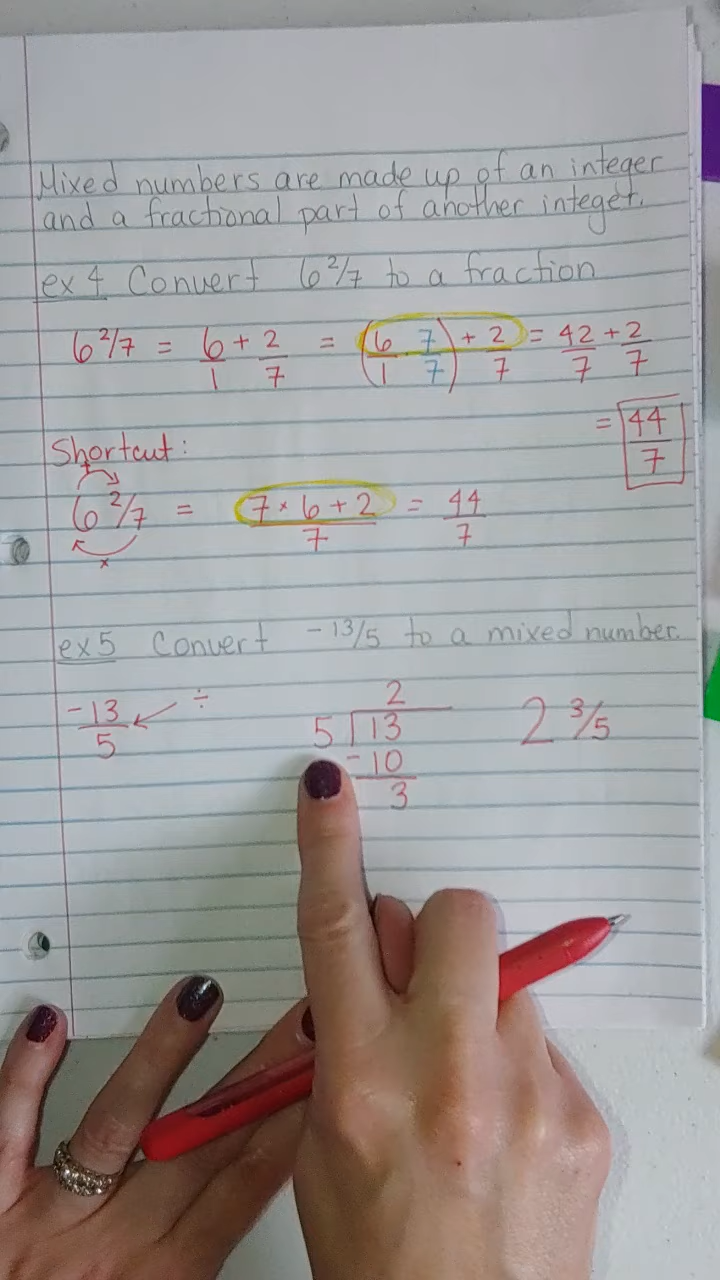 Mixed numbers are made up of an integer
and a fractional part of another integer.
ex 4 Convert 6 2/7 to a fraction
6 2/7 = 6/1 + 2/7 = (6/1 7/7) + 2/7 = 42/7 + 2/7
= 44/7
Shortcut:
+
6 2/7 = 7 × 6 + 2/7 = 44/7
×
ex 5 Convert -13/5 to a mixed number.
-13/5 ÷
2
5 13
-10
3
2 3/5